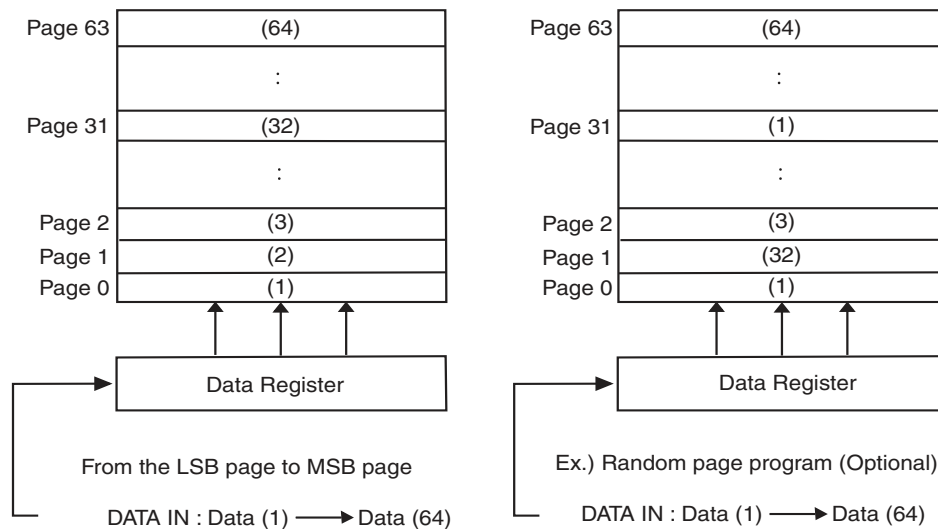 Page 63 (64)
:
Page 31 (32)
:
Page 2 (3)
Page 1 (2)
Page 0 (1)
Data Register
From the LSB page to MSB page
DATA IN : Data (1) Data (64)
Page 63 (64)
:
Page 31 (1)
:
Page 2 (3)
Page 1 (32)
Page 0 (1)
Data Register
Ex.) Random page program (Optional)
DATA IN : Data (1) Data (64)